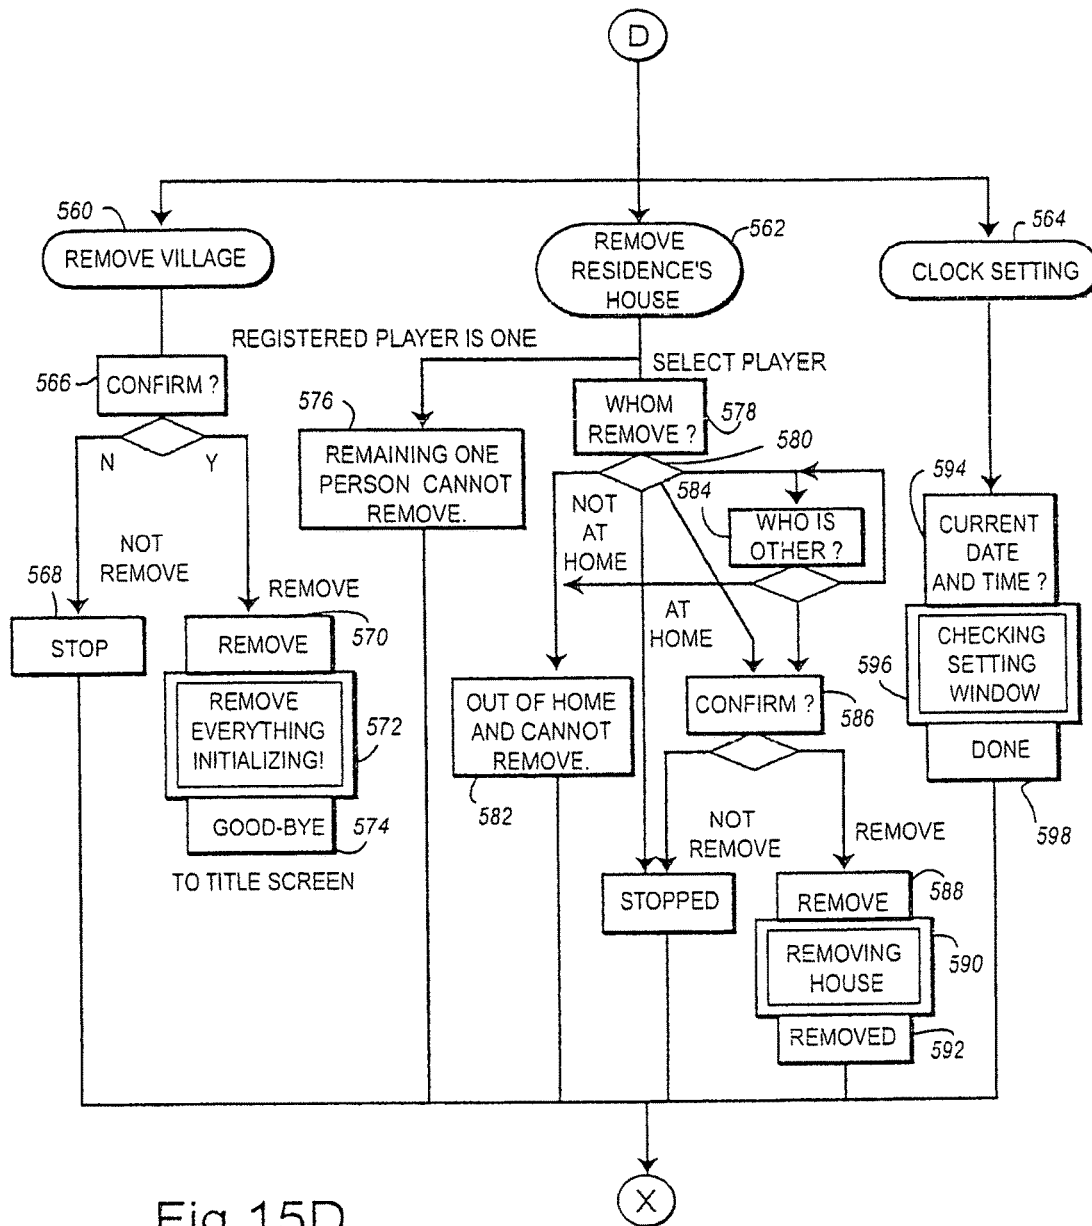 D
560
REMOVE VILLAGE
REMOVE
RESIDENCE'S
HOUSE
562
564
CLOCK SETTING
REGISTERED PLAYER IS ONE
SELECT PLAYER
566
CONFIRM ?
N
Y
576
REMAINING ONE
PERSON CANNOT
REMOVE.
WHOM
REMOVE ?
578
580
584
WHO IS
OTHER ?
NOT
AT
HOME
AT
HOME
594
CURRENT
DATE
AND TIME ?
596
CHECKING
SETTING
WINDOW
DONE
598
NOT
REMOVE
568
STOP
REMOVE
570
REMOVE
REMOVE
EVERYTHING
INITIALIZING!
572
GOOD-BYE
574
TO TITLE SCREEN
OUT OF HOME
AND CANNOT
REMOVE.
582
CONFIRM ?
586
NOT
REMOVE
REMOVE
STOPPED
588
REMOVE
REMOVING
HOUSE
590
REMOVED
592
X
Fig.15D